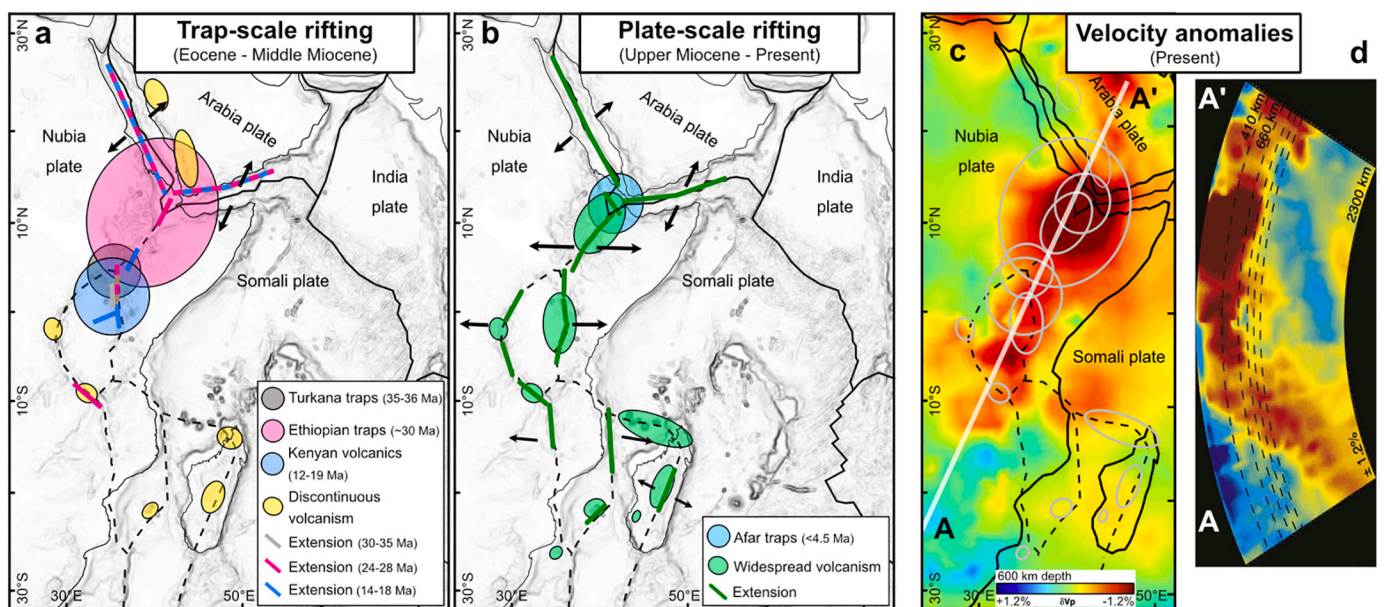 a
Trap-scale rifting
(Eocene - Middle Miocene)
30°N
10°N
10°S
30°S
30°E
50°E
Nubia
plate
Arabia plate
India
plate
Somali plate
Turkana traps (35-36 Ma)
Ethiopian traps (~30 Ma)
Kenyan volcanics
(12-19 Ma)
Discontinuous
volcanism
Extension (30-35 Ma)
Extension (24-28 Ma)
Extension (14-18 Ma)
b
Plate-scale rifting
(Upper Miocene - Present)
30°N
10°N
10°S
30°S
30°E
50°E
Nubia
plate
Arabia plate
India
plate
Somali plate
Afar traps (<4.5 Ma)
Widespread volcanism
Extension
c
Velocity anomalies
(Present)
d
30°N
10°N
10°S
30°S
30°E
50°E
Nubia
plate
Arabia plate
A'
Somali plate
A
600 km depth
+1.2% δVp -1.2%
A'
410 km
660 km
2300 km
± 1.2%
A